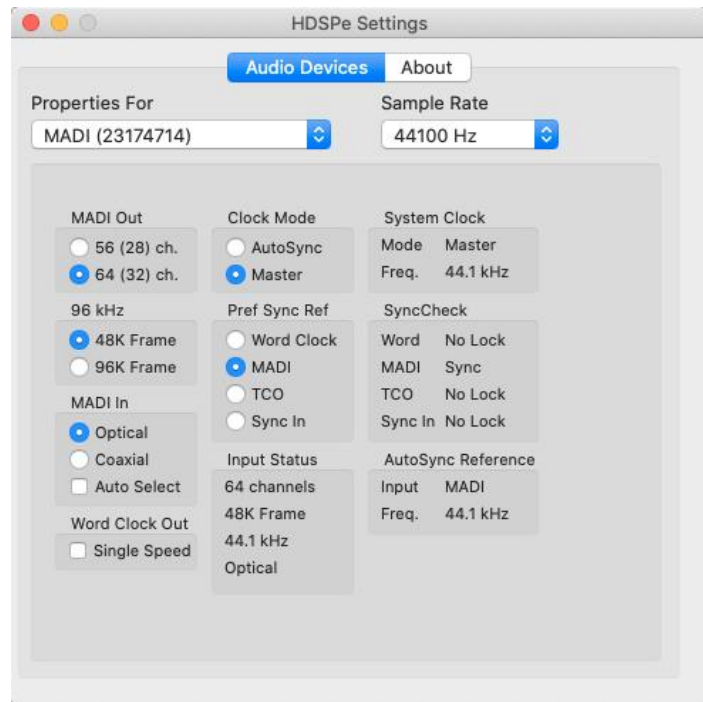 HDSPe Settings
Audio Devices About
Properties For Sample Rate
MADI (23174714) 44100 Hz
MADI Out
56 (28) ch.
64 (32) ch.
96 kHz
48K Frame
96K Frame
MADI In
Optical
Coaxial
Auto Select
Word Clock Out
Single Speed
Clock Mode
AutoSync
Master
Pref Sync Ref
Word Clock
MADI
TCO
Sync In
Input Status
64 channels
48K Frame
44.1 kHz
Optical
System Clock
Mode Master
Freq. 44.1 kHz
SyncCheck
Word No Lock
MADI Sync
TCO No Lock
Sync In No Lock
AutoSync Reference
Input MADI
Freq. 44.1 kHz